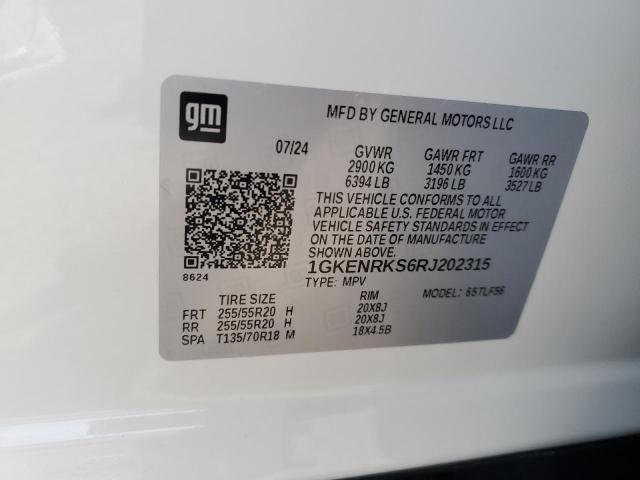 gm
MFD BY GENERAL MOTORS LLC
07/24 GVWR GAWR FRT GAWR RR
2900 KG 1450 KG 1600 KG
6394 LB 3196 LB 3527 LB
THIS VEHICLE CONFORMS TO ALL
APPLICABLE U.S. FEDERAL MOTOR
VEHICLE SAFETY STANDARDS IN EFFECT
ON THE DATE OF MANUFACTURE
SHOWN ABOVE.
8624
1GKENRKS6RJ202315
TYPE: MPV MODEL: 6STLF56
TIRE SIZE RIM
FRT 255/55R20 H 20X8J
RR 255/55R20 H 20X8J
SPA T135/70R18 M 18X4.5B